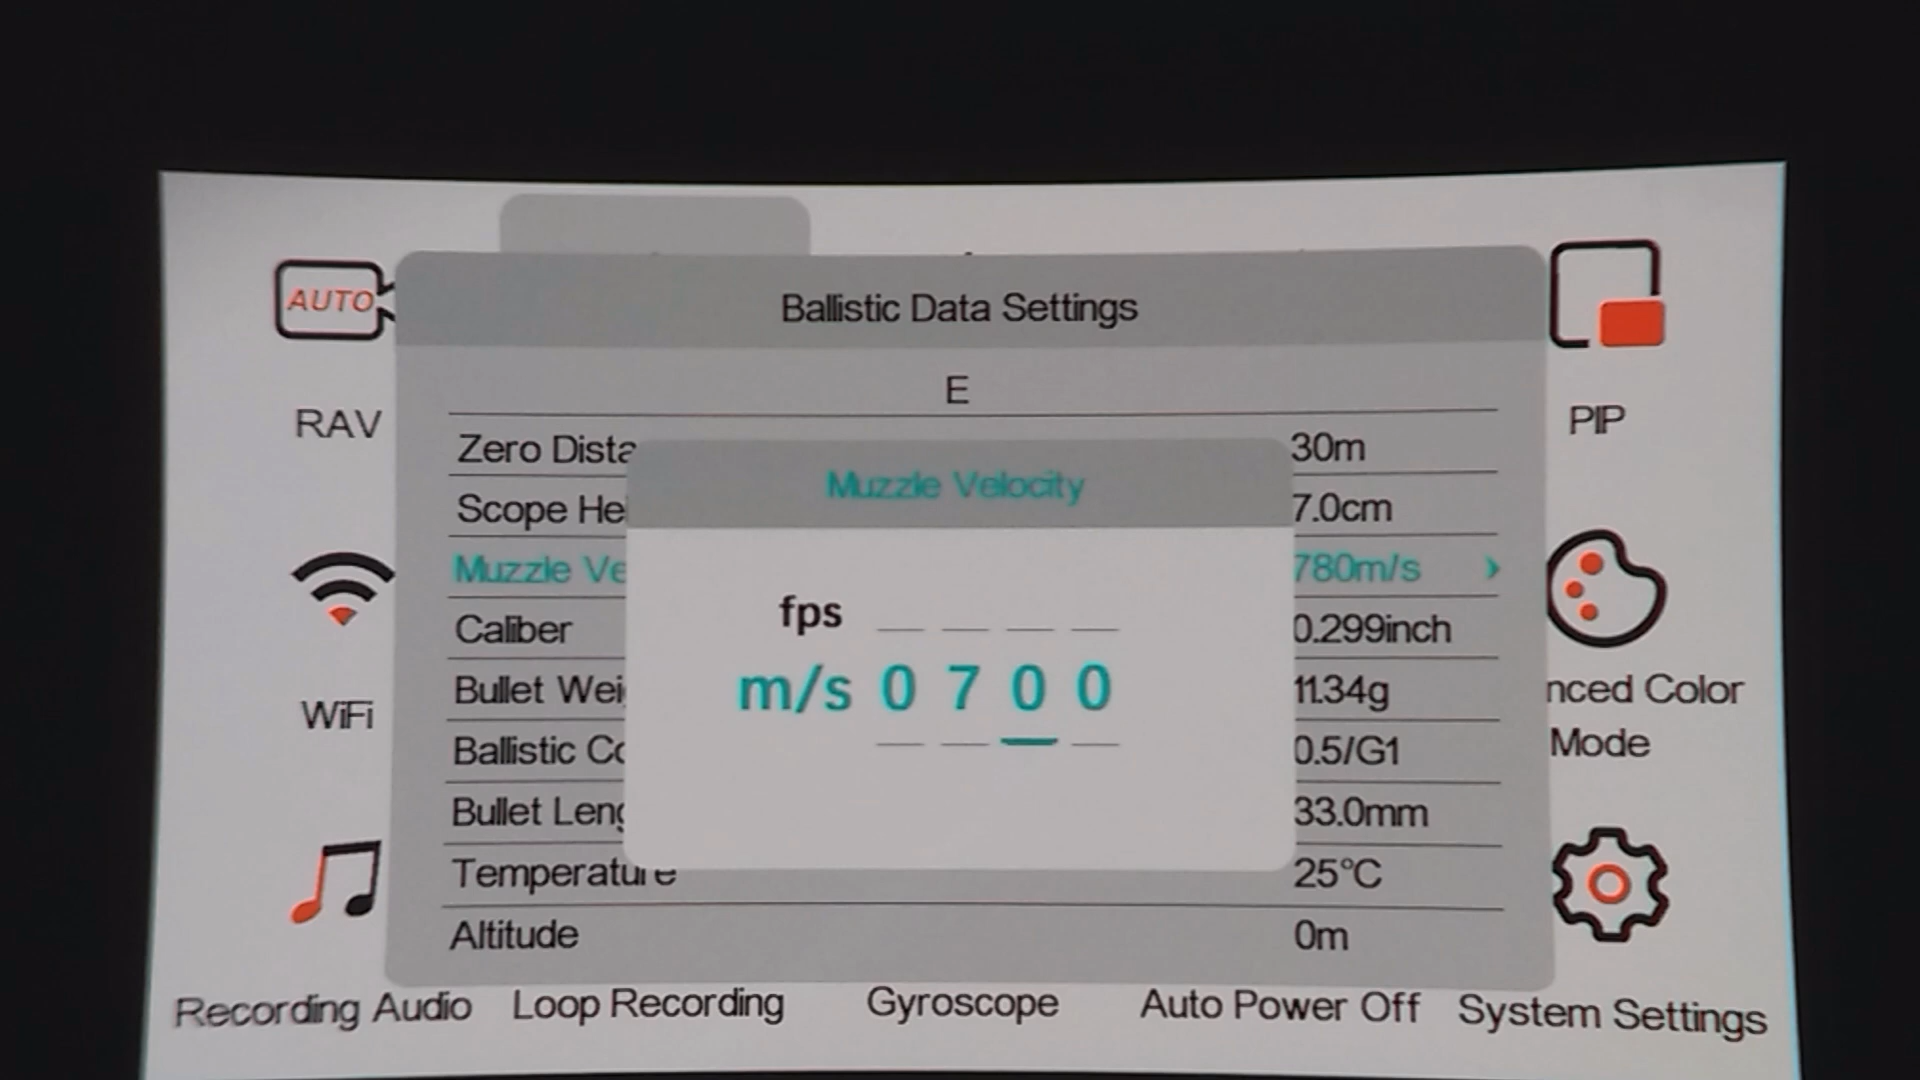 Ballistic Data Settings
E
AUTO
RAV
PIP
Zero Dista
30m
Scope He
7.0cm
Muzzle Velocity
Muzzle Ve
780m/s
fps
Caliber
0.299inch
m/s 0 7 0 0
Bullet Wei
11.34g
WiFi
nced Color
Mode
Ballistic Co
0.5/G1
Bullet Leng
33.0mm
Temperature
25°C
Altitude
0m
Recording Audio
Loop Recording
Gyroscope
Auto Power Off
System Settings